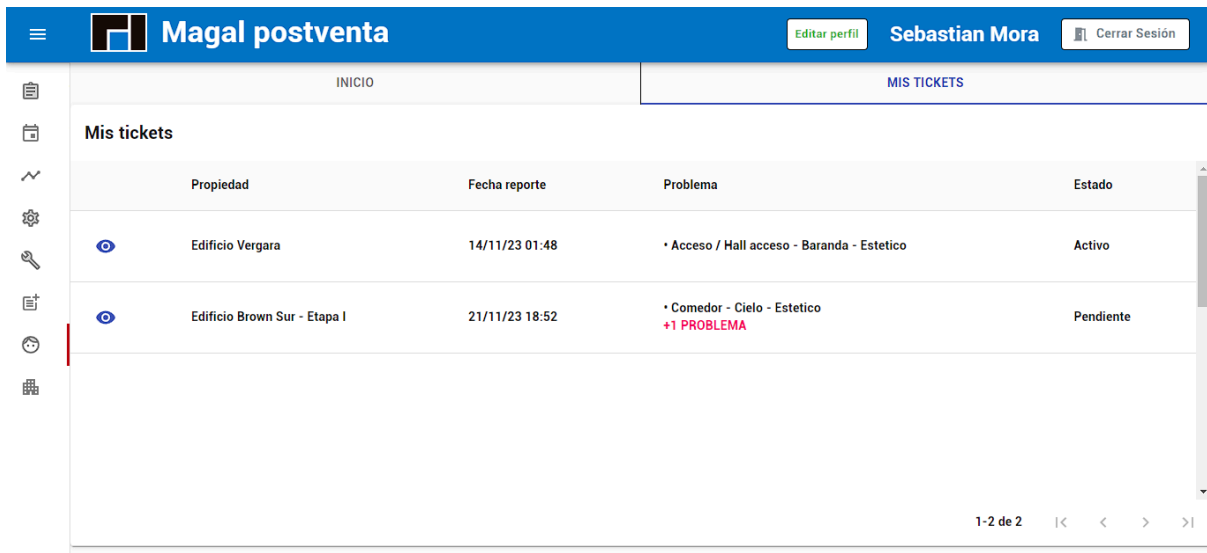 Magal postventa
Editar perfil
Sebastian Mora
Cerrar Sesión
INICIO
MIS TICKETS
Mis tickets
Propiedad Fecha reporte Problema Estado
Edificio Vergara 14/11/23 01:48 • Acceso / Hall acceso - Baranda - Estetico Activo
Edificio Brown Sur - Etapa I 21/11/23 18:52 • Comedor - Cielo - Estetico Pendiente
+1 PROBLEMA
1-2 de 2